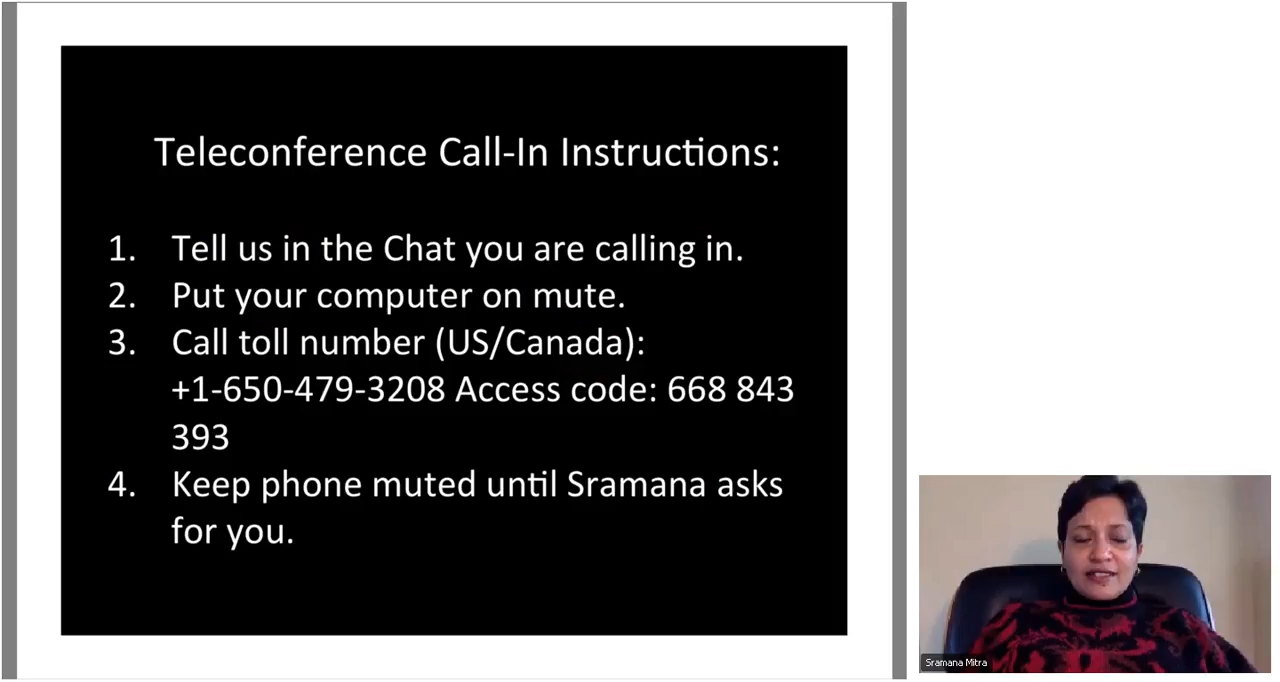 Teleconference Call-In Instructions:
1. Tell us in the Chat you are calling in.
2. Put your computer on mute.
3. Call toll number (US/Canada):
+1-650-479-3208 Access code: 668 843
393
4. Keep phone muted until Sramana asks
for you.
Sramana Mitra